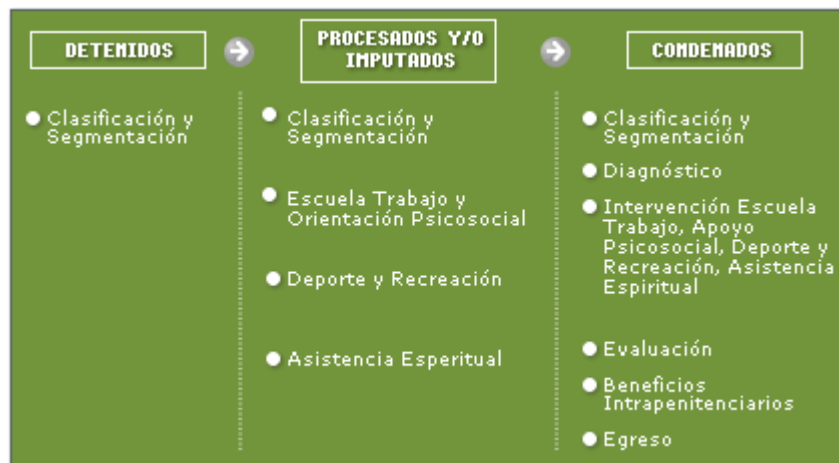 DETENIDOS
PROCESADOS Y/O
IMPUTADOS
CONDENADOS
Clasificación y
Segmentación
Clasificación y
Segmentación
Escuela Trabajo y
Orientación Psicosocial
Deporte y Recreación
Asistencia Esperitual
Clasificación y
Segmentación
Diagnóstico
Intervención Escuela
Trabajo, Apoyo
Psicosocial, Deporte y
Recreación, Asistencia
Espiritual
Evaluación
Beneficios
Intrapenitenciarios
Egreso